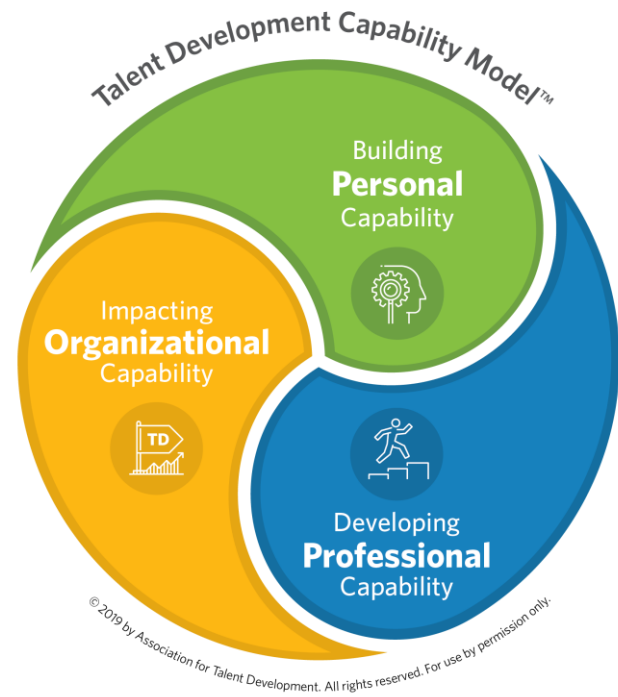 Talent Development Capability Model™
Building
Personal
Capability
Impacting
Organizational
Capability
TD
Developing
Professional
Capability
© 2019 by Association for Talent Development. All rights reserved. For use by permission only.